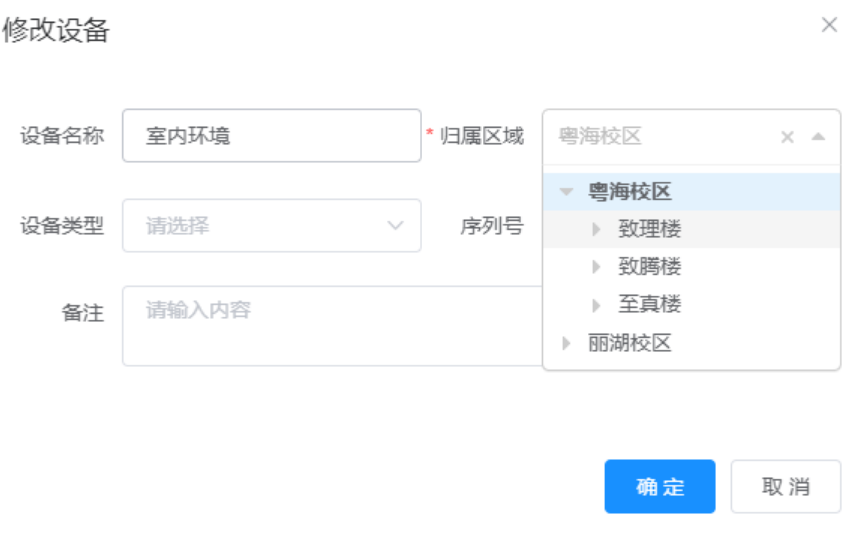 修改设备
设备名称 室内环境 * 归属区域 粤海校区
粤海校区
设备类型 请选择 序列号 致理楼
致腾楼
备注 请输入内容 至真楼
丽湖校区
确定 取消